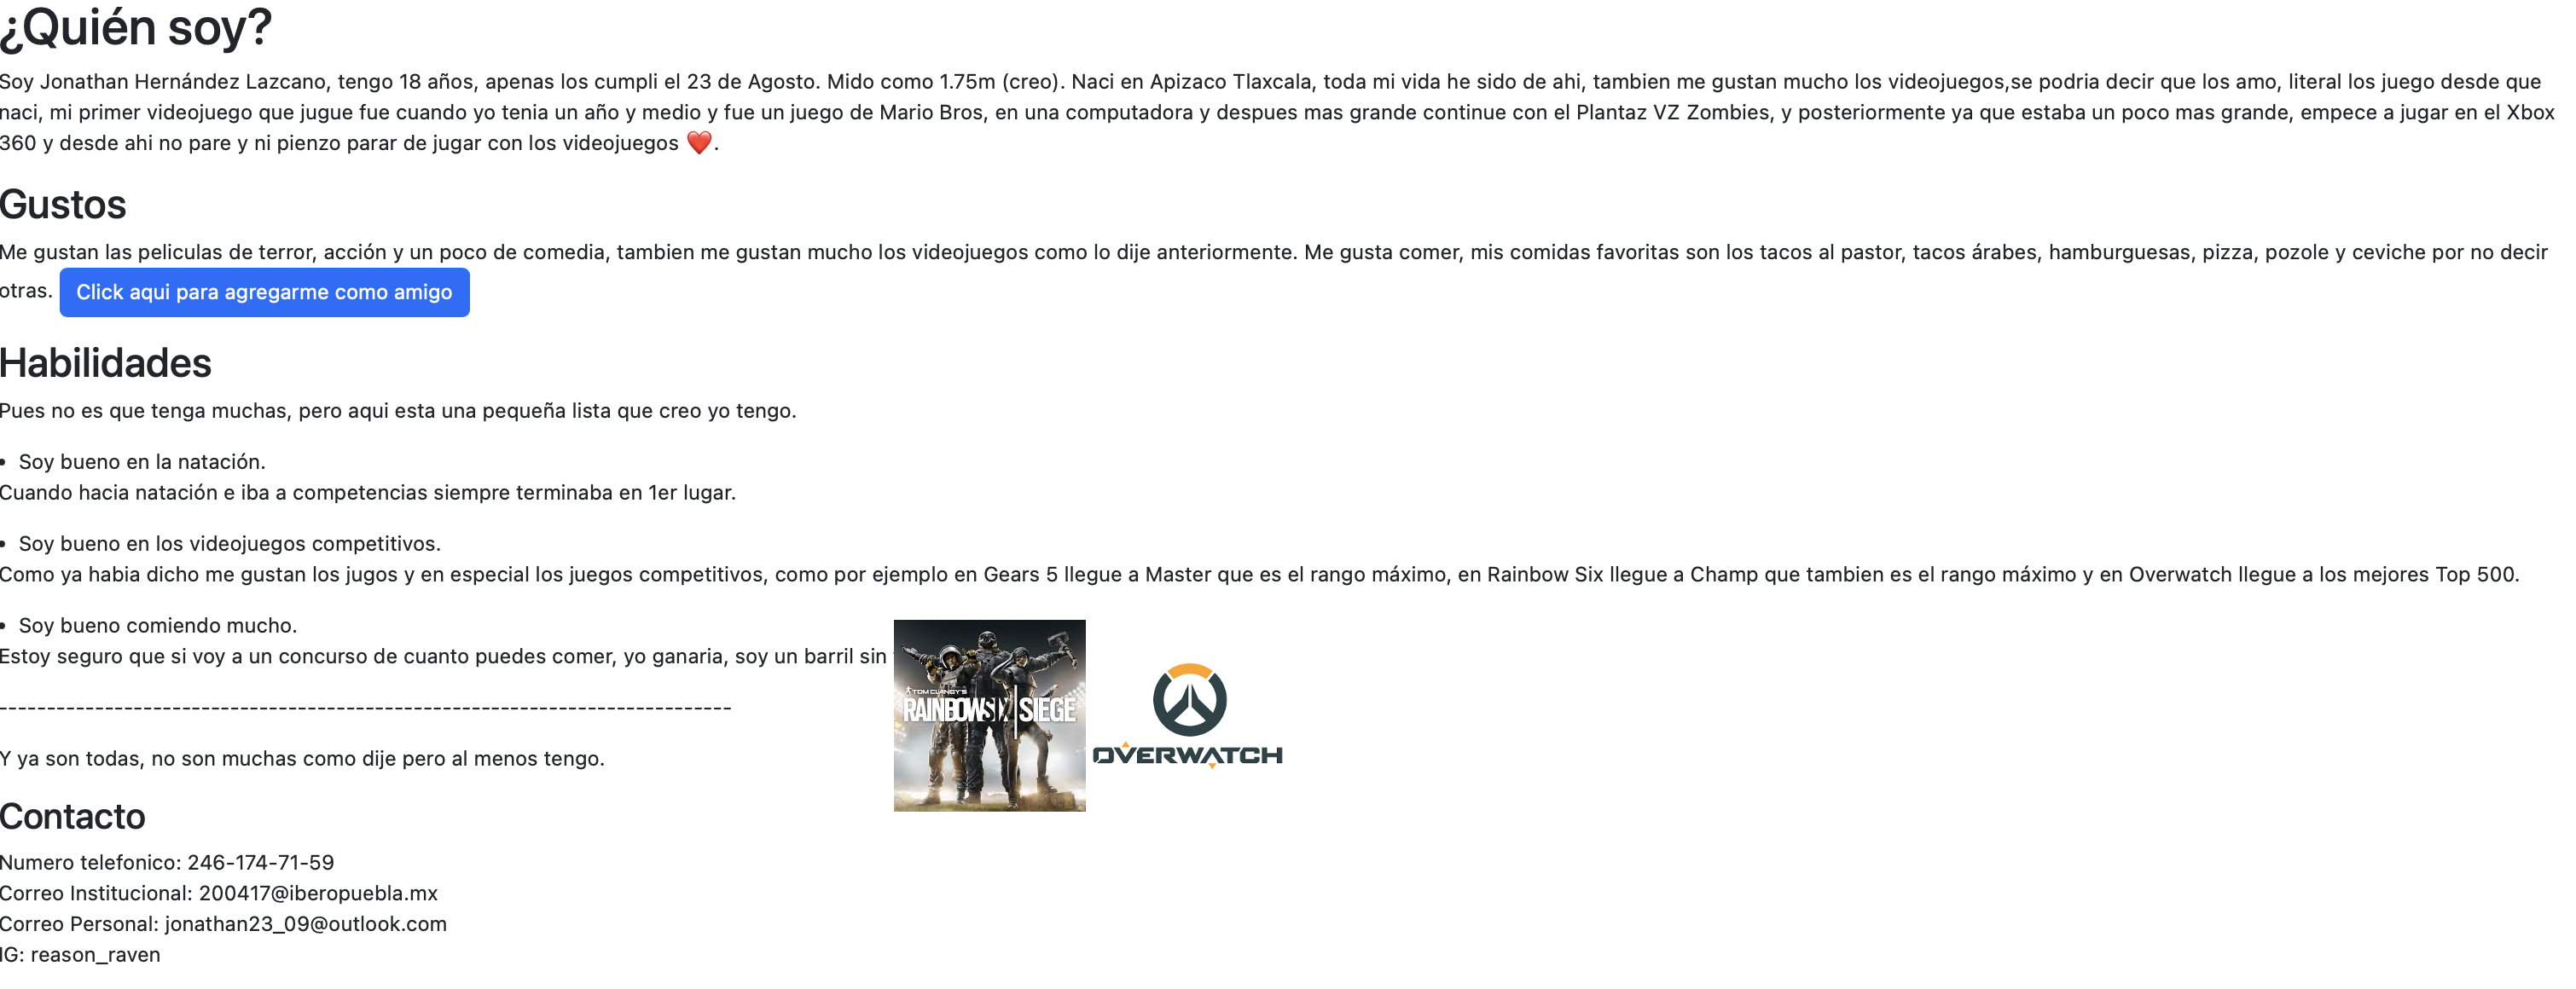 ¿Quién soy?
Soy Jonathan Hernández Lazcano, tengo 18 años, apenas los cumpli el 23 de Agosto. Mido como 1.75m (creo). Naci en Apizaco Tlaxcala, toda mi vida he sido de ahi, tambien me gustan mucho los videojuegos,se podria decir que los amo, literal los juego desde que
naci, mi primer videojuego que jugue fue cuando yo tenia un año y medio y fue un juego de Mario Bros, en una computadora y despues mas grande continue con el Plantaz VZ Zombies, y posteriormente ya que estaba un poco mas grande, empece a jugar en el Xbox
360 y desde ahi no pare y ni pienzo parar de jugar con los videojuegos ❤️.
Gustos
Me gustan las peliculas de terror, acción y un poco de comedia, tambien me gustan mucho los videojuegos como lo dije anteriormente. Me gusta comer, mis comidas favoritas son los tacos al pastor, tacos árabes, hamburguesas, pizza, pozole y ceviche por no decir
otras. Click aqui para agregarme como amigo
Habilidades
Pues no es que tenga muchas, pero aqui esta una pequeña lista que creo yo tengo.
• Soy bueno en la natación.
Cuando hacia natación e iba a competencias siempre terminaba en 1er lugar.
• Soy bueno en los videojuegos competitivos.
Como ya habia dicho me gustan los jugos y en especial los juegos competitivos, como por ejemplo en Gears 5 llegue a Master que es el rango máximo, en Rainbow Six llegue a Champ que tambien es el rango máximo y en Overwatch llegue a los mejores Top 500.
• Soy bueno comiendo mucho.
Estoy seguro que si voy a un concurso de cuanto puedes comer, yo ganaria, soy un barril sin
TOM CLANCY'S
RAINBOW SIX | SIEGE
OVERWATCH
----------------------------------------------------------------------------
Y ya son todas, no son muchas como dije pero al menos tengo.
Contacto
Numero telefonico: 246-174-71-59
Correo Institucional: 200417@iberopuebla.mx
Correo Personal: jonathan23_09@outlook.com
IG: reason_raven